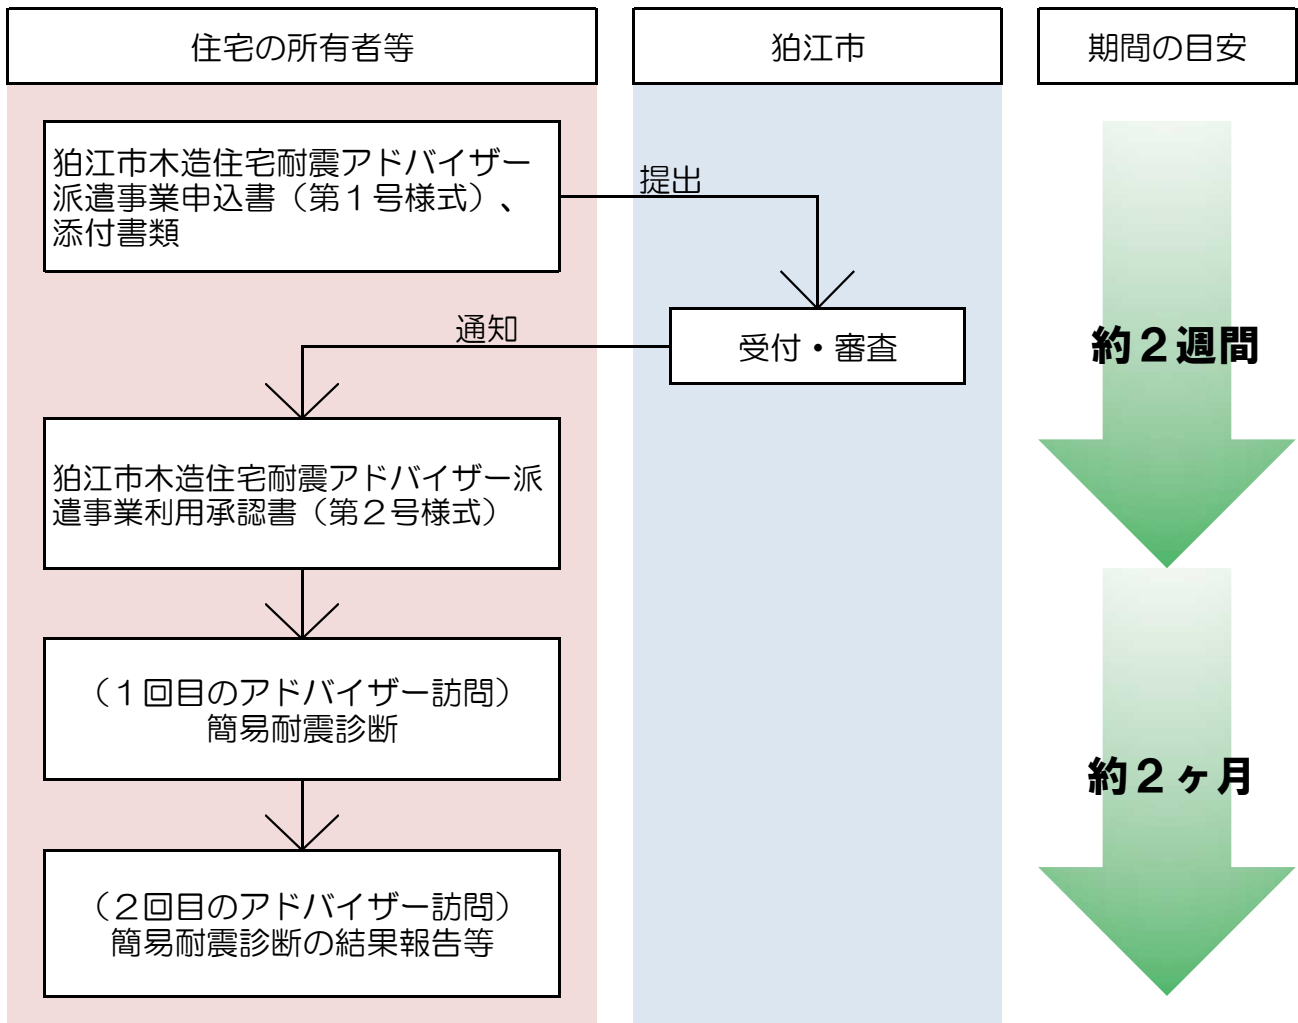 住宅の所有者等
狛江市
期間の目安
狛江市木造住宅耐震アドバイザー
派遣事業申込書（第１号様式）、
添付書類
提出
受付・審査
通知
約２週間
狛江市木造住宅耐震アドバイザー派
遣事業利用承認書（第２号様式）
（１回目のアドバイザー訪問）
簡易耐震診断
約２ヶ月
（２回目のアドバイザー訪問）
簡易耐震診断の結果報告等